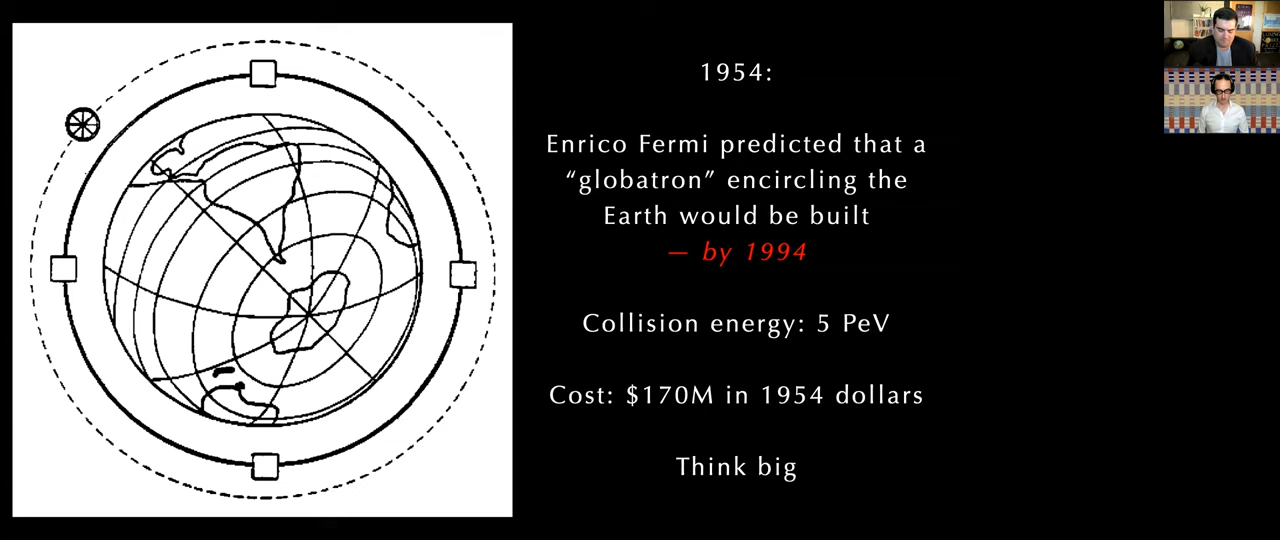 1954:
Enrico Fermi predicted that a
“globatron” encircling the
Earth would be built
— by 1994
Collision energy: 5 PeV
Cost: $170M in 1954 dollars
Think big